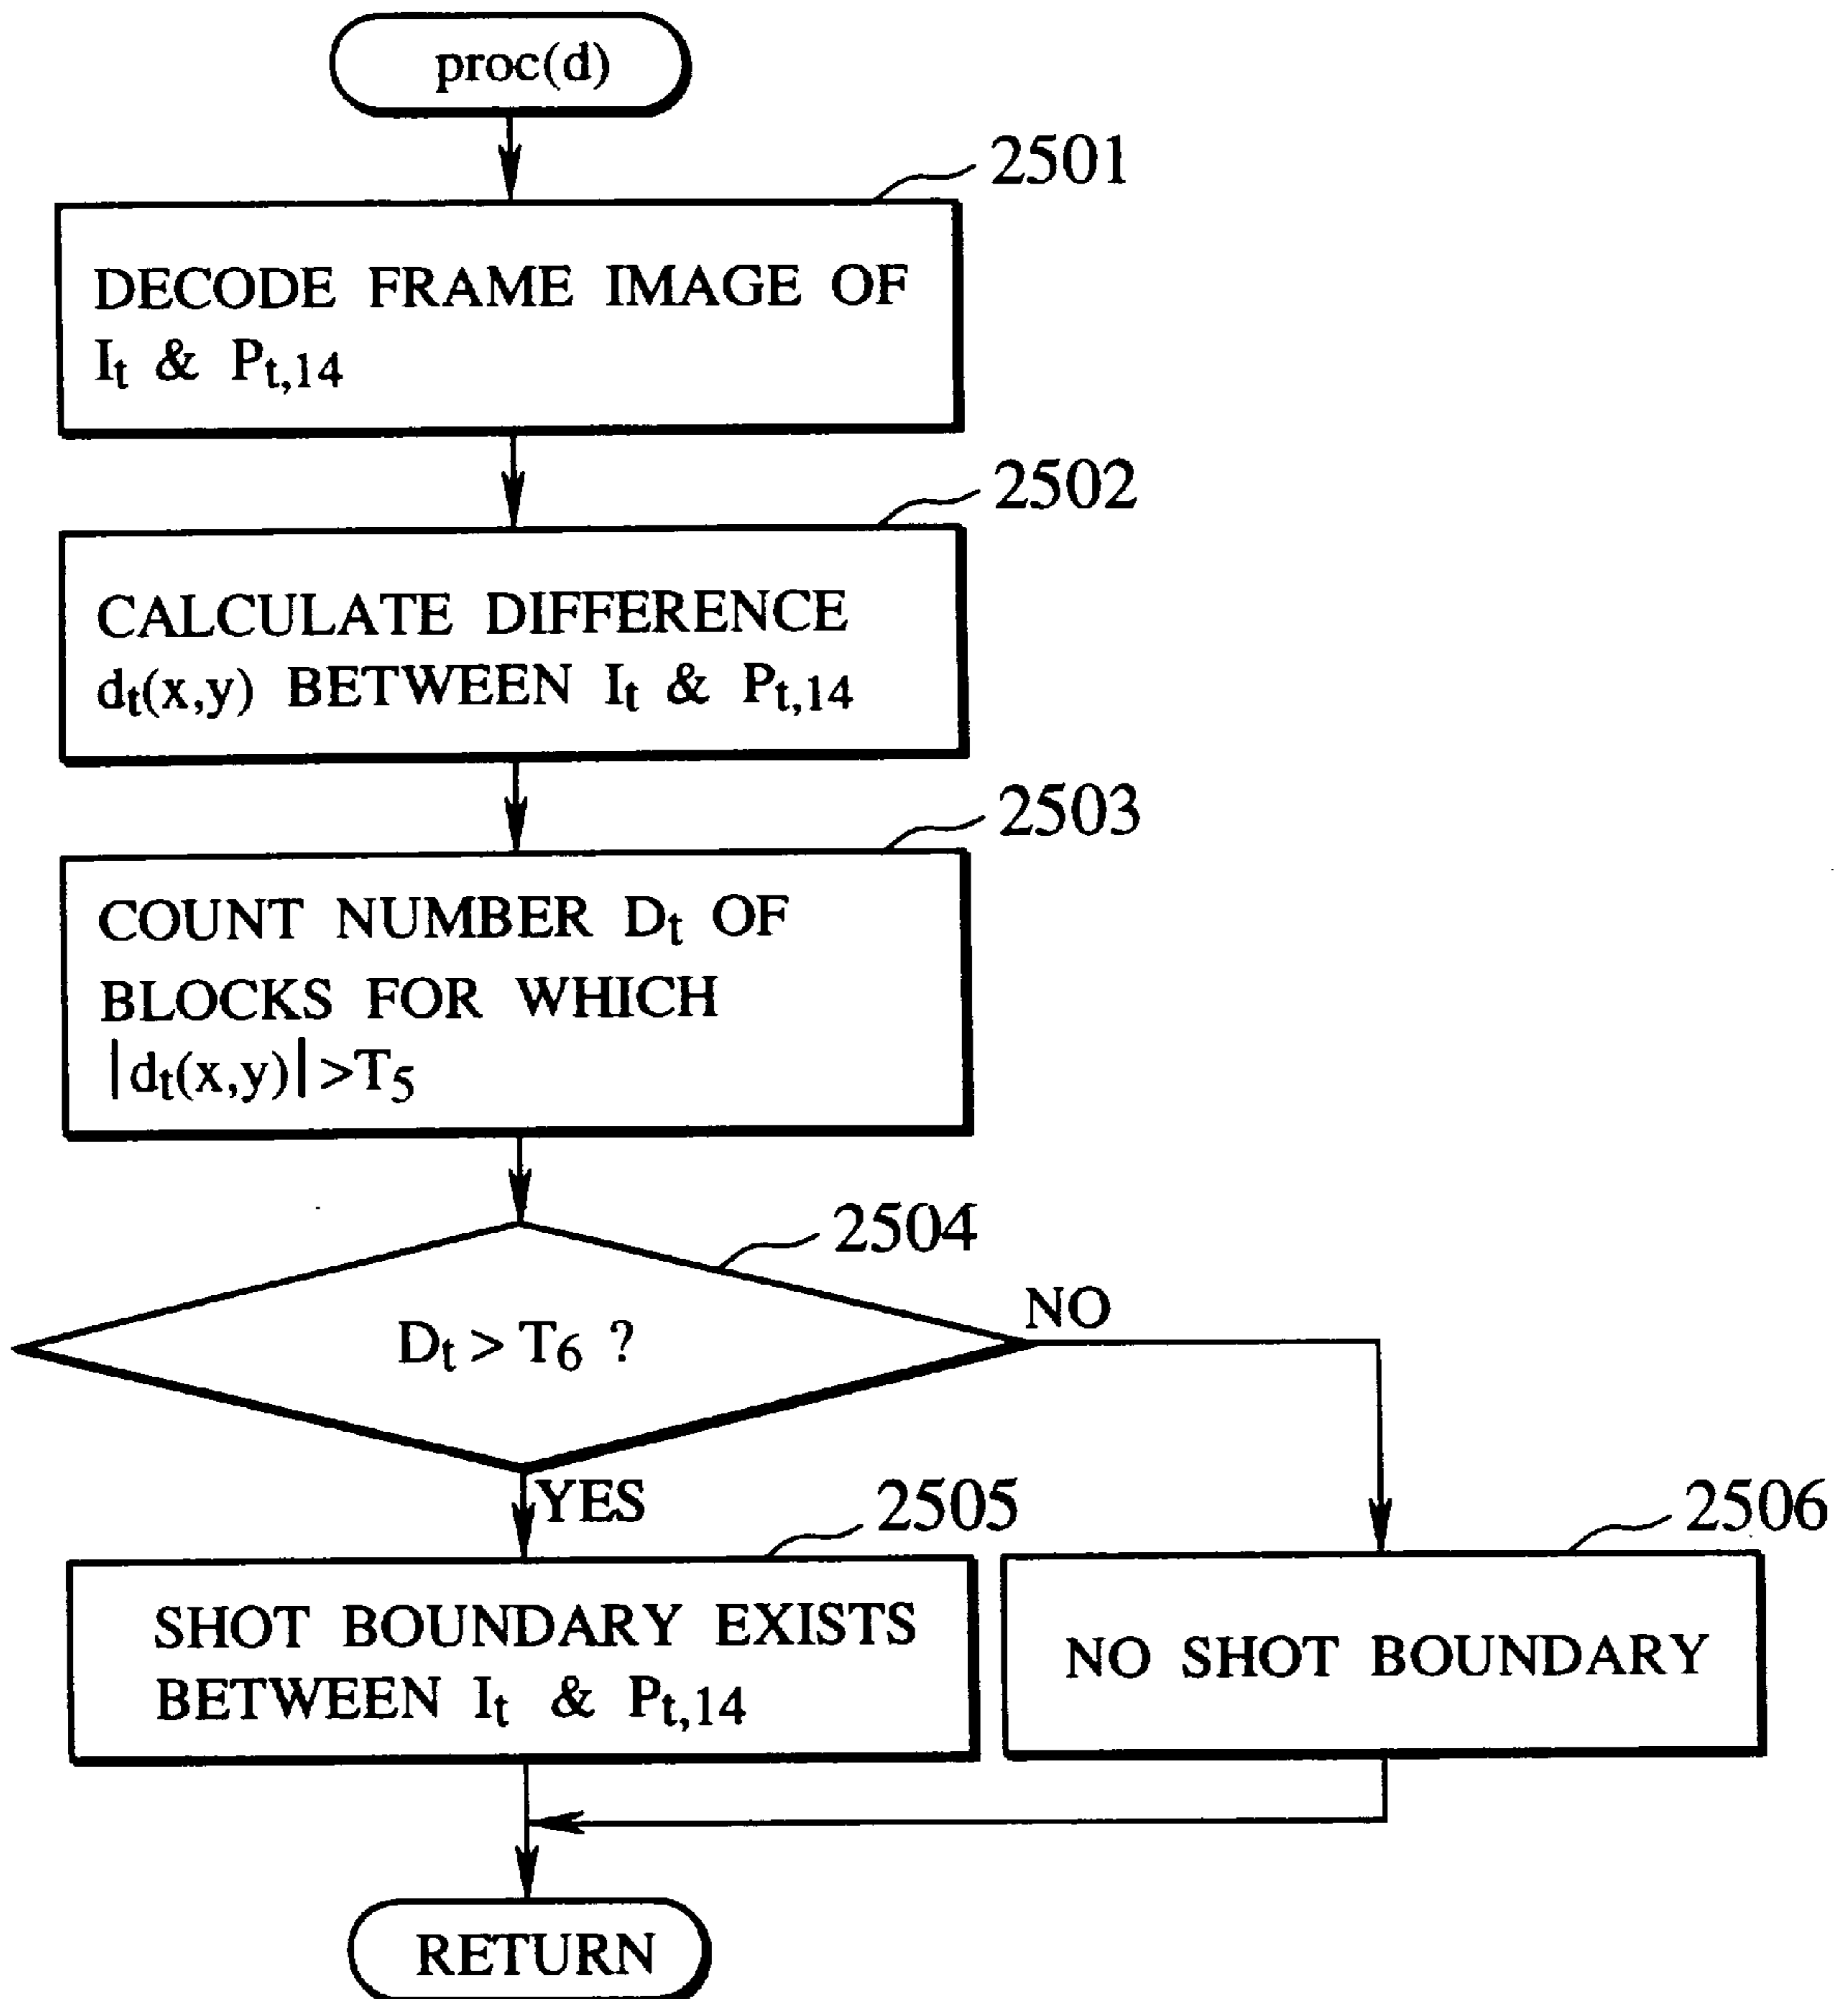 proc(d)
2501
DECODE FRAME IMAGE OF
It & Pt,14
2502
CALCULATE DIFFERENCE
dt(x,y) BETWEEN It & Pt,14
2503
COUNT NUMBER Dt OF
BLOCKS FOR WHICH
|dt(x,y)|>T5
2504
Dt > T6 ?
NO
YES
2505
SHOT BOUNDARY EXISTS
BETWEEN It & Pt,14
2506
NO SHOT BOUNDARY
RETURN